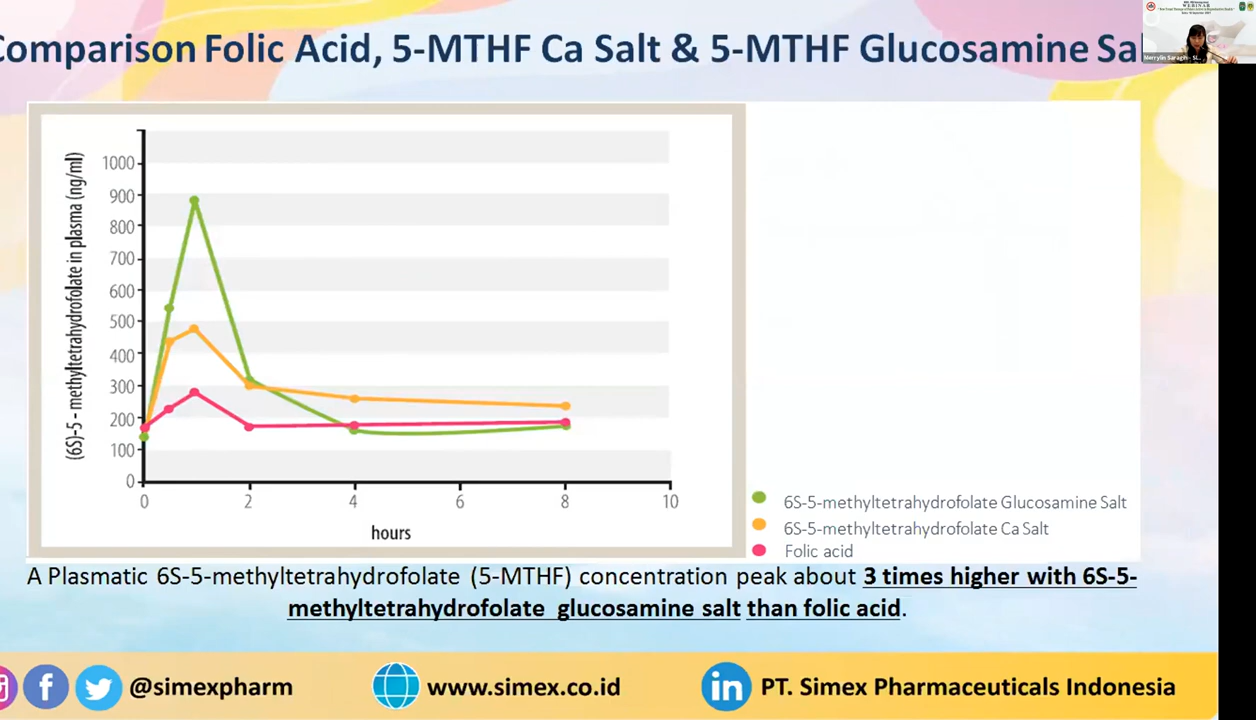 WEBINAR
Comparison Folic Acid, 5-MTHF Ca Salt & 5-MTHF Glucosamine Sa
(6S)-5 - methyltetrahydrofolate in plasma (ng/ml)
1000
900
800
700
600
500
400
300
200
100
0
0 2 4 6 8 10
hours
6S-5-methyltetrahydrofolate Glucosamine Salt
6S-5-methyltetrahydrofolate Ca Salt
Folic acid
A Plasmatic 6S-5-methyltetrahydrofolate (5-MTHF) concentration peak about 3 times higher with 6S-5-
methyltetrahydrofolate glucosamine salt than folic acid.
@simexpharm www.simex.co.id PT. Simex Pharmaceuticals Indonesia